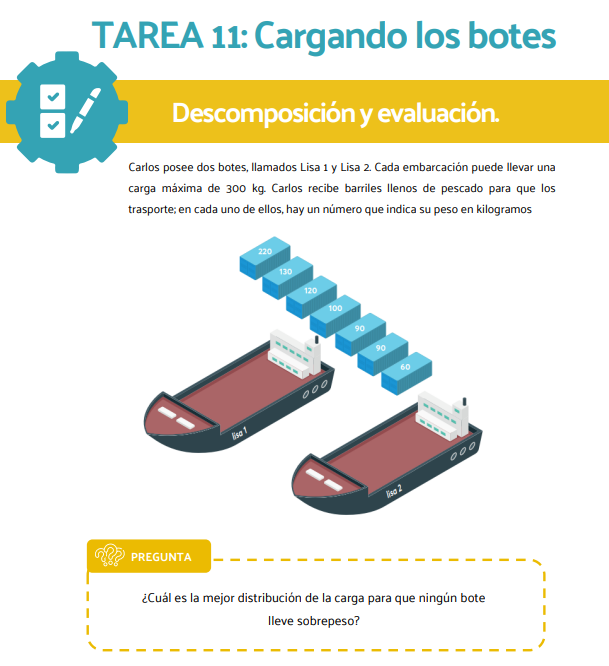 TAREA 11: Cargando los botes
Descomposición y evaluación.
Carlos posee dos botes, llamados Lisa 1 y Lisa 2. Cada embarcación puede llevar una
carga máxima de 300 kg. Carlos recibe barriles llenos de pescado para que los
trasporte; en cada uno de ellos, hay un número que indica su peso en kilogramos
220
130
120
100
90
90
60
lisa 1
lisa 2
PREGUNTA
¿Cuál es la mejor distribución de la carga para que ningún bote
lleve sobrepeso?